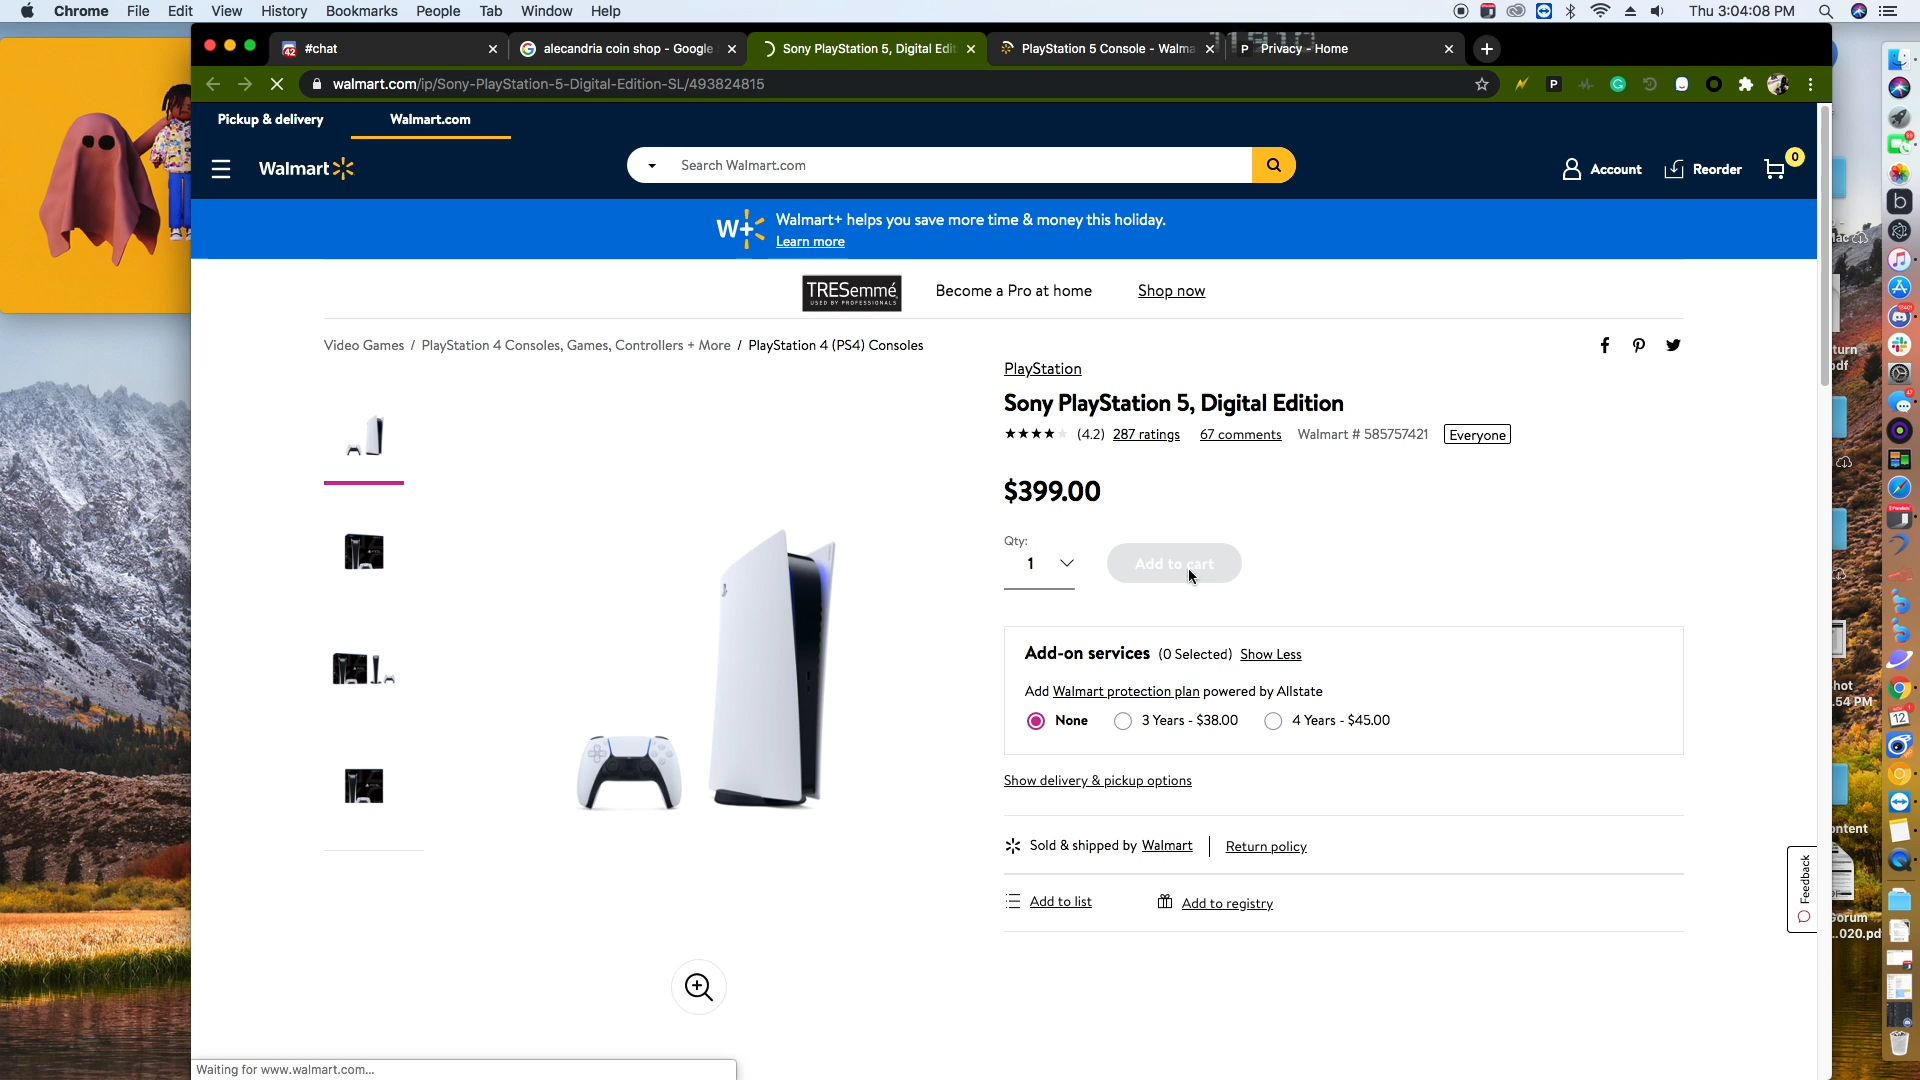 Chrome File Edit View History Bookmarks People Tab Window Help
Thu 3:04:08 PM
#chat
alecandria coin shop - Google
Sony PlayStation 5, Digital Edit
PlayStation 5 Console - Walma
P Privacy - Home
walmart.com/ip/Sony-PlayStation-5-Digital-Edition-SL/493824815
Pickup & delivery
Walmart.com
Walmart
Search Walmart.com
Account
Reorder
0
W+
Walmart+ helps you save more time & money this holiday.
Learn more
TRESemmé
USED BY PROFESSIONALS
Become a Pro at home
Shop now
Video Games / PlayStation 4 Consoles, Games, Controllers + More / PlayStation 4 (PS4) Consoles
PlayStation
Sony PlayStation 5, Digital Edition
(4.2) 287 ratings 67 comments Walmart # 585757421 Everyone
$399.00
Qty:
1
Add to cart
Add-on services (0 Selected) Show Less
Add Walmart protection plan powered by Allstate
None
3 Years - $38.00
4 Years - $45.00
Show delivery & pickup options
Sold & shipped by Walmart
Return policy
Add to list
Add to registry
Feedback
Waiting for www.walmart.com...